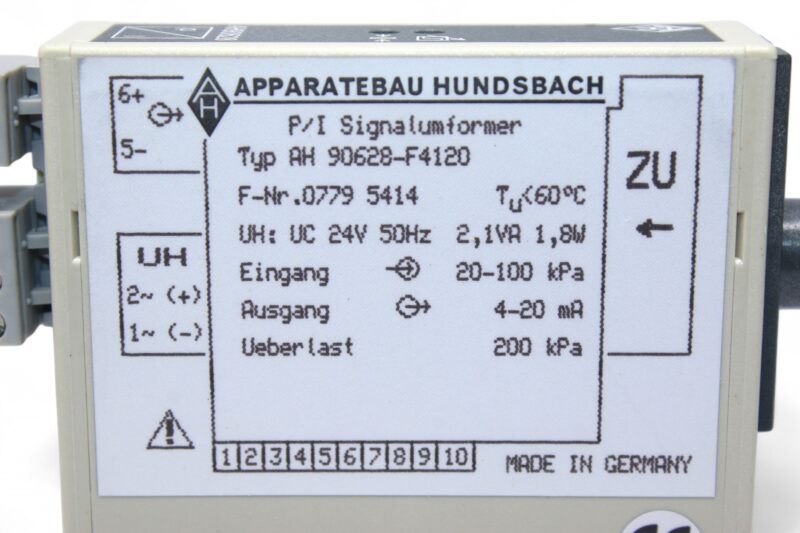 6+
5-
AH APPARATEBAU HUNDSBACH
P/I Signalumformer
Typ AH 90628-F4120
F-Nr.0779 5414 Tu<60°C
UH: UC 24V 50Hz 2,1VA 1,8W
Eingang 20-100 kPa
Ausgang 4-20 mA
Ueberlast 200 kPa
ZU
UH
2~ (+)
1~ (-)
1 2 3 4 5 6 7 8 9 10
MADE IN GERMANY